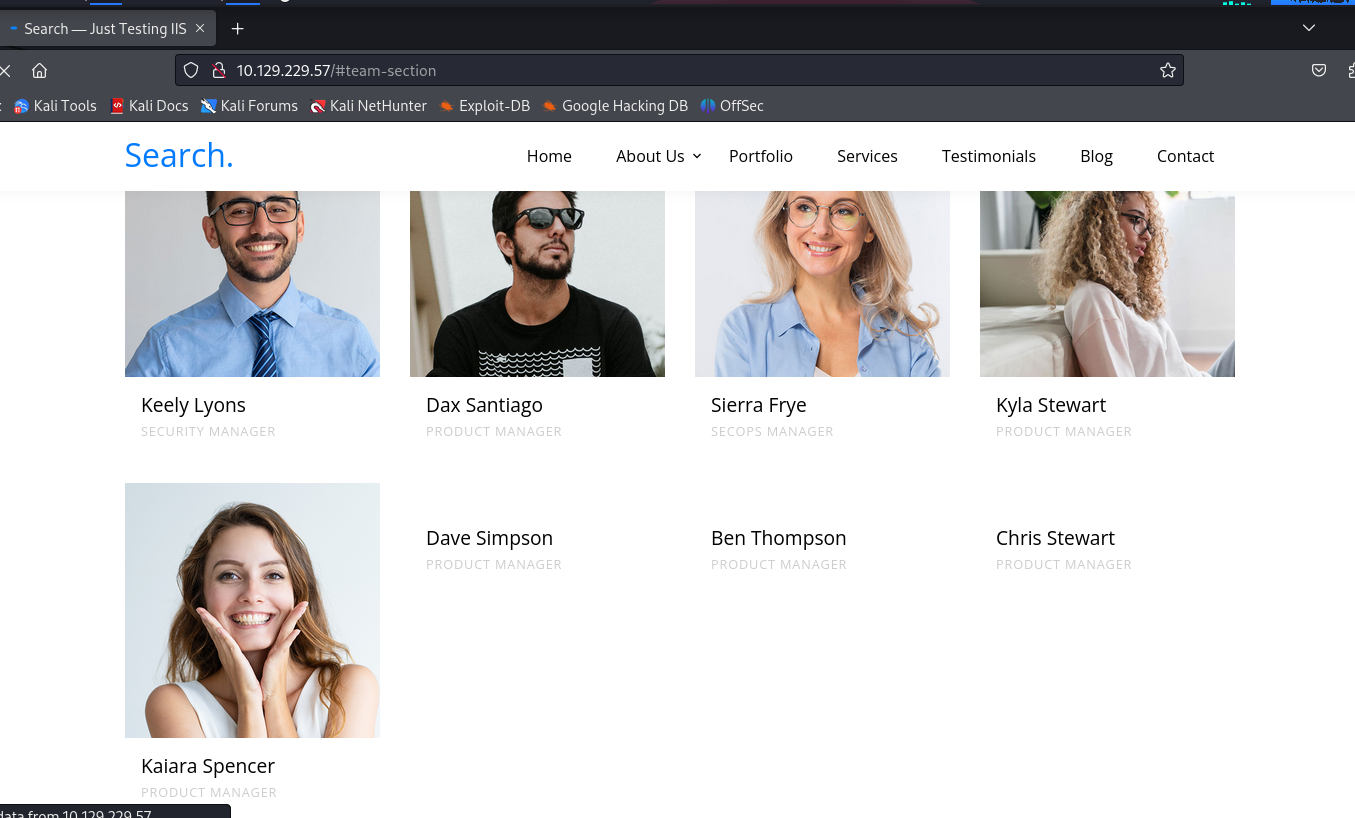 Search — Just Testing IIS
10.129.229.57/#team-section
Kali Tools Kali Docs Kali Forums Kali NetHunter Exploit-DB Google Hacking DB OffSec
Search. Home About Us Portfolio Services Testimonials Blog Contact
Keely Lyons Dax Santiago Sierra Frye Kyla Stewart
SECURITY MANAGER PRODUCT MANAGER SECOPS MANAGER PRODUCT MANAGER
Dave Simpson Ben Thompson Chris Stewart
PRODUCT MANAGER PRODUCT MANAGER PRODUCT MANAGER
Kaiara Spencer
PRODUCT MANAGER
data from 10.129.229.57